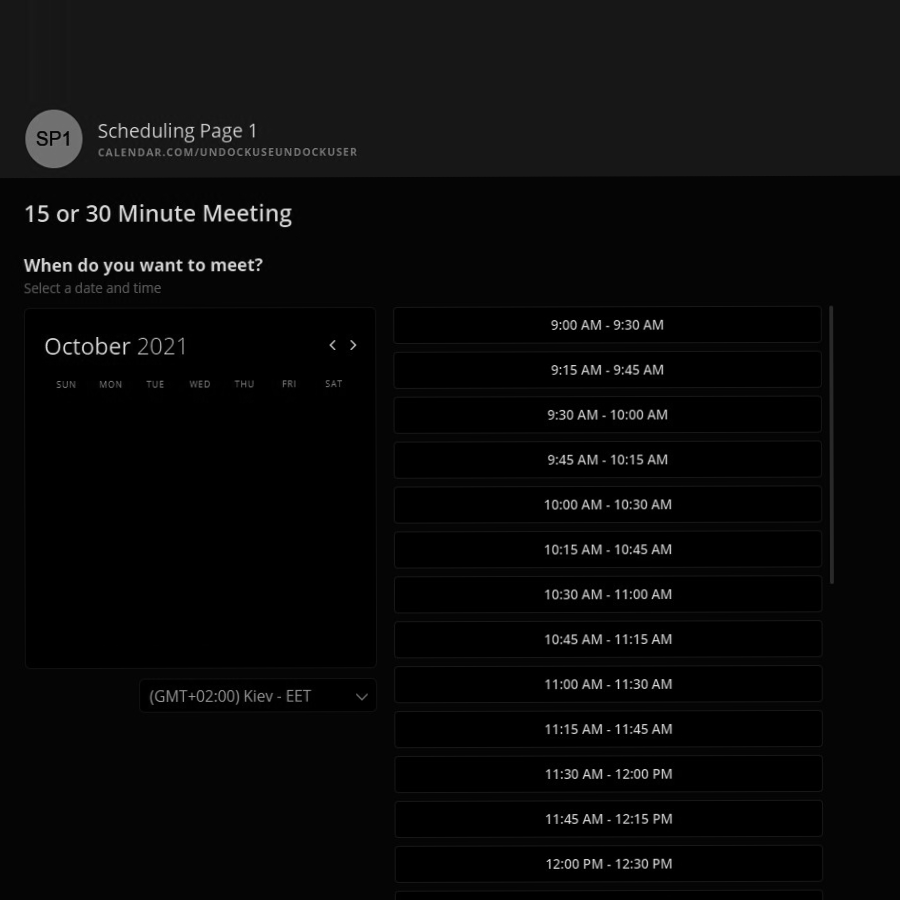 SP1
Scheduling Page 1
CALENDAR.COM/UNDOCKUSEUNDOCKUSER
15 or 30 Minute Meeting
When do you want to meet?
Select a date and time
October 2021
SUN MON TUE WED THU FRI SAT
(GMT+02:00) Kiev - EET
9:00 AM - 9:30 AM
9:15 AM - 9:45 AM
9:30 AM - 10:00 AM
9:45 AM - 10:15 AM
10:00 AM - 10:30 AM
10:15 AM - 10:45 AM
10:30 AM - 11:00 AM
10:45 AM - 11:15 AM
11:00 AM - 11:30 AM
11:15 AM - 11:45 AM
11:30 AM - 12:00 PM
11:45 AM - 12:15 PM
12:00 PM - 12:30 PM